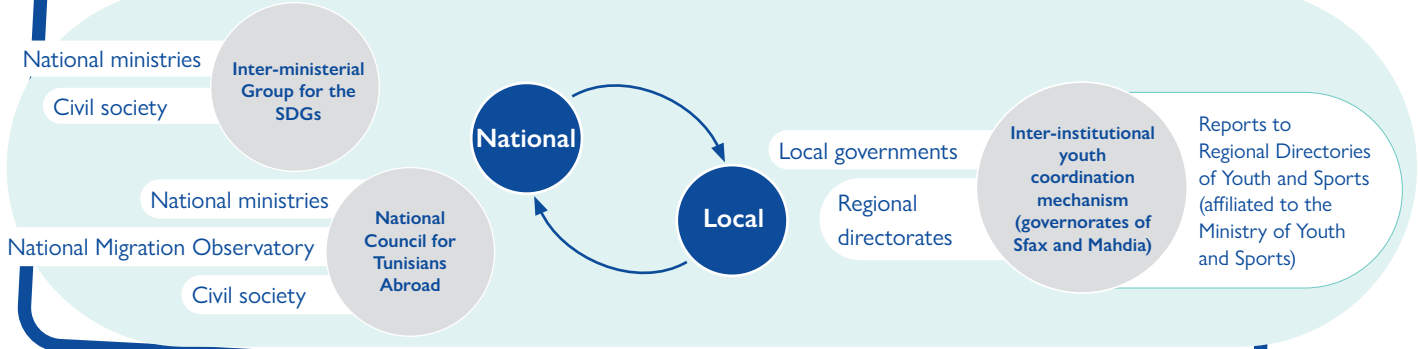 National ministries
Civil society
Inter-ministerial
Group for the
SDGs
National ministries
National Migration Observatory
Civil society
National
Council for
Tunisians
Abroad
National
Local
Local governments
Regional
directorates
Inter-institutional
youth
coordination
mechanism
(governorates of
Sfax and Mahdia)
Reports to
Regional Directories
of Youth and Sports
(affiliated to the
Ministry of Youth
and Sports)